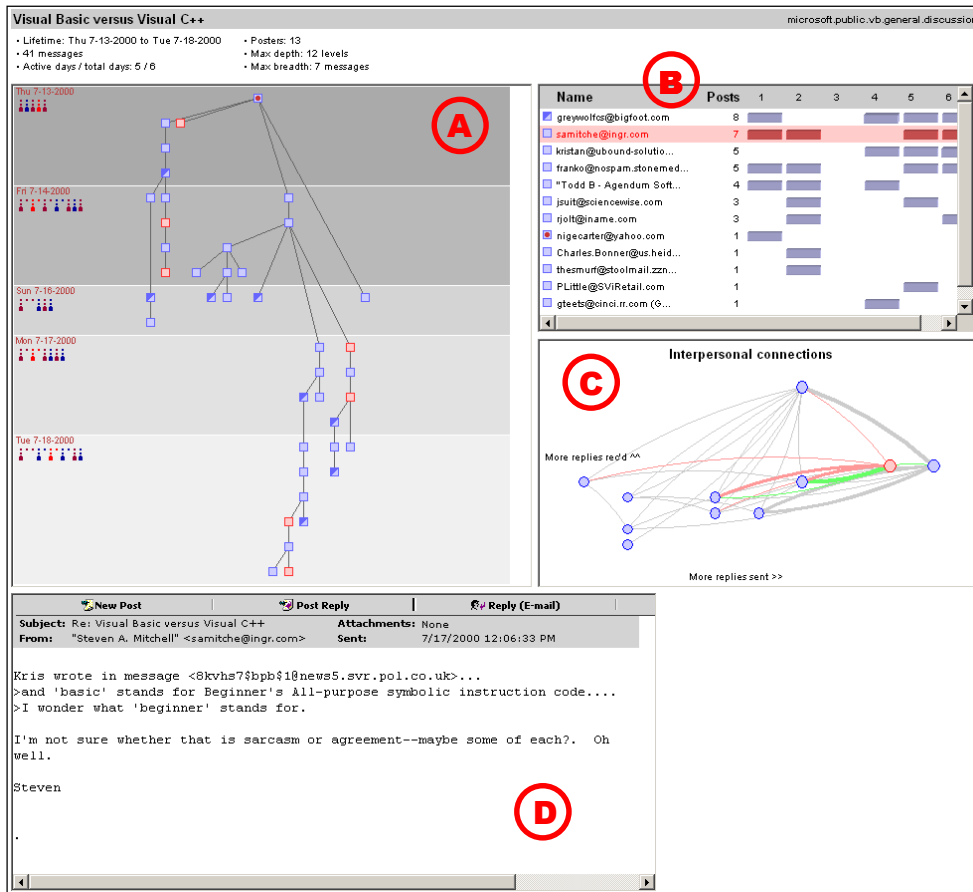 Visual Basic versus Visual C++
microsoft.public.vb.general.discussion
• Lifetime: Thu 7-13-2000 to Tue 7-18-2000
• 41 messages
• Active days / total days: 5 / 6
• Posters: 13
• Max depth: 12 levels
• Max breadth: 7 messages
Thu 7-13-2000
Fri 7-14-2000
Sun 7-16-2000
Mon 7-17-2000
Tue 7-18-2000
A
B
Name Posts 1 2 3 4 5 6
greywolfcs@bigfoot.com 8
samitche@ingr.com 7
kristan@ubound-solutio... 5
franko@nospam.stonemed... 5
"Todd B - Agendum Soft... 4
jsuit@sciencewise.com 3
rjolt@iname.com 3
nigecarter@yahoo.com 1
Charles.Bonner@us.heid... 1
thesmurf@stoolmail.zzn... 1
PLittle@SViRetail.com 1
gteets@cinci.rr.com (G... 1
Interpersonal connections
C
More replies rec'd ^^
More replies sent >>
New Post Post Reply Reply (E-mail)
Subject: Re: Visual Basic versus Visual C++ Attachments: None
From: "Steven A. Mitchell" <samitche@ingr.com> Sent: 7/17/2000 12:06:33 PM
Kris wrote in message <8kvhs7$bpb$1@news5.svr.pol.co.uk>...
>and 'basic' stands for Beginner's All-purpose symbolic instruction code....
>I wonder what 'beginner' stands for.
I'm not sure whether that is sarcasm or agreement--maybe some of each?. Oh
well.
Steven
D
.